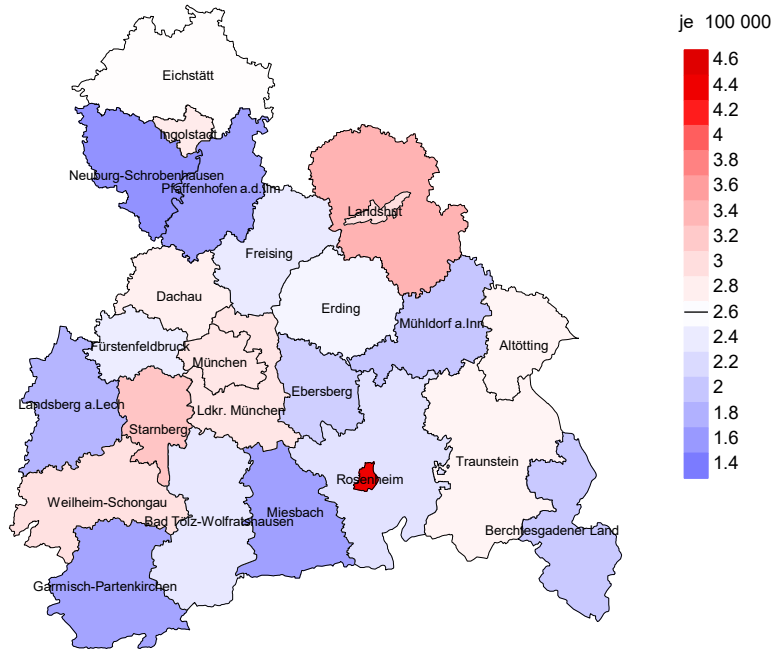 je 100 000
4.6
4.4
4.2
4
3.8
3.6
3.4
3.2
3
2.8
2.6
2.4
2.2
2
1.8
1.6
1.4
Eichstätt
Ingolstadt
Neuburg-Schrobenhausen
Pfaffenhofen a.d.Ilm
Landshut
Freising
Dachau
Erding
Mühldorf a.Inn
Altötting
Fürstenfeldbruck
München
Ebersberg
Landsberg a.Lech
Starnberg
Ldkr. München
Traunstein
Rosenheim
Weilheim-Schongau
Bad Tölz-Wolfratshausen
Miesbach
Berchtesgadener Land
Garmisch-Partenkirchen